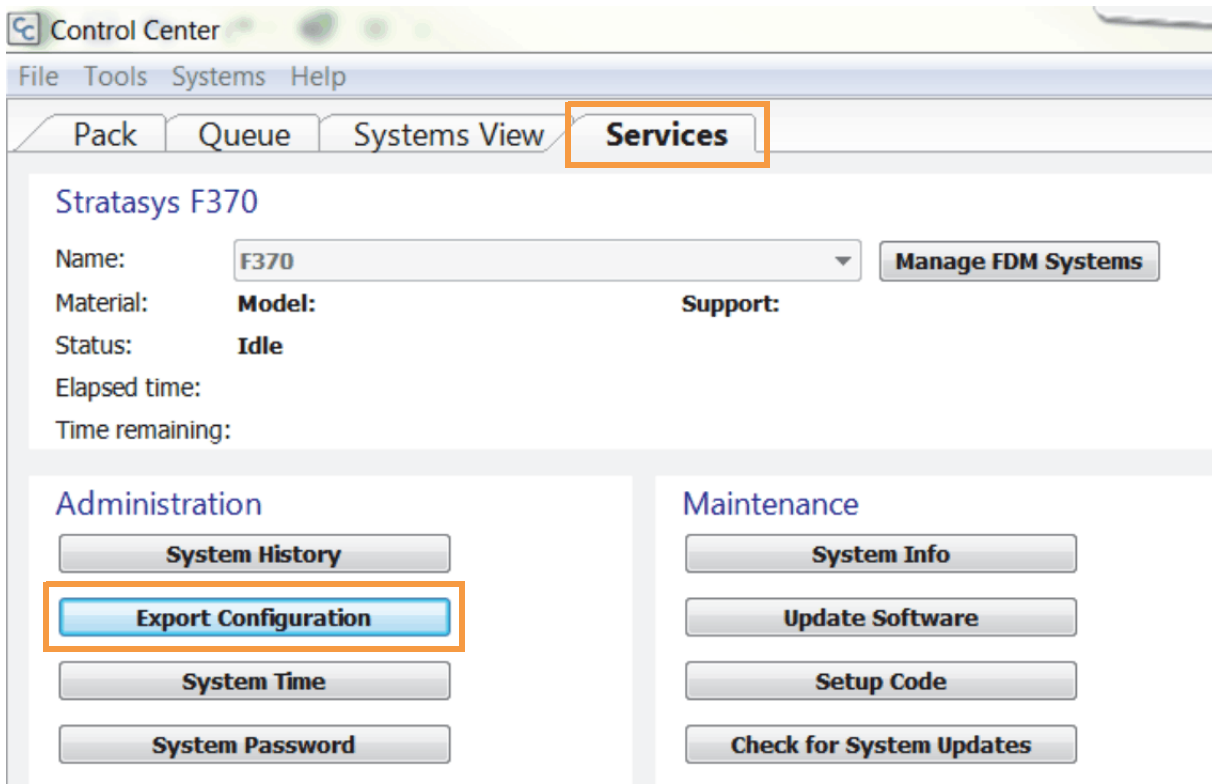 CC Control Center
File Tools Systems Help
Pack Queue Systems View Services
Stratasys F370
Name: F370 Manage FDM Systems
Material: Model: Support:
Status: Idle
Elapsed time:
Time remaining:
Administration Maintenance
System History System Info
Export Configuration Update Software
System Time Setup Code
System Password Check for System Updates